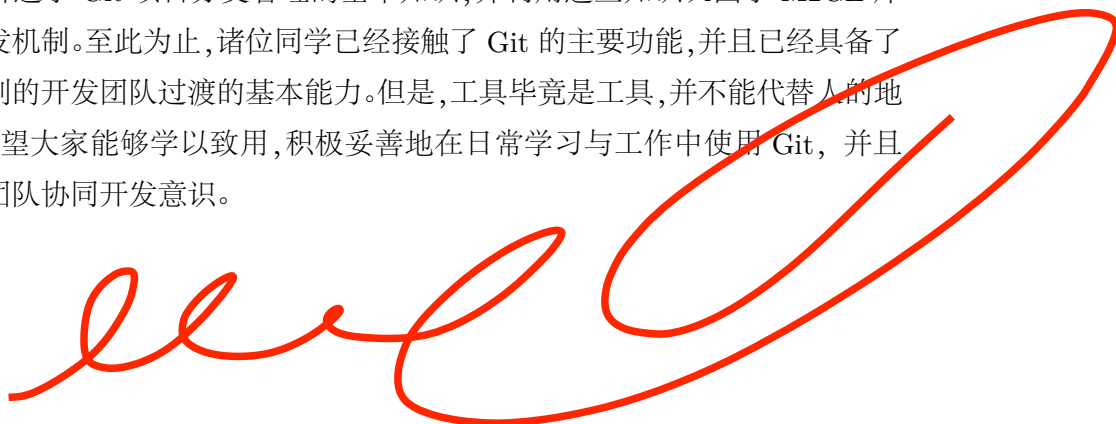 发机制。至此为止,诸位同学已经接触了 Git 的主要功能,并且已经具备了
的开发团队过渡的基本能力。但是,工具毕竟是工具,并不能代替人的地
望大家能够学以致用,积极妥善地在日常学习与工作中使用 Git, 并且
团队协同开发意识。